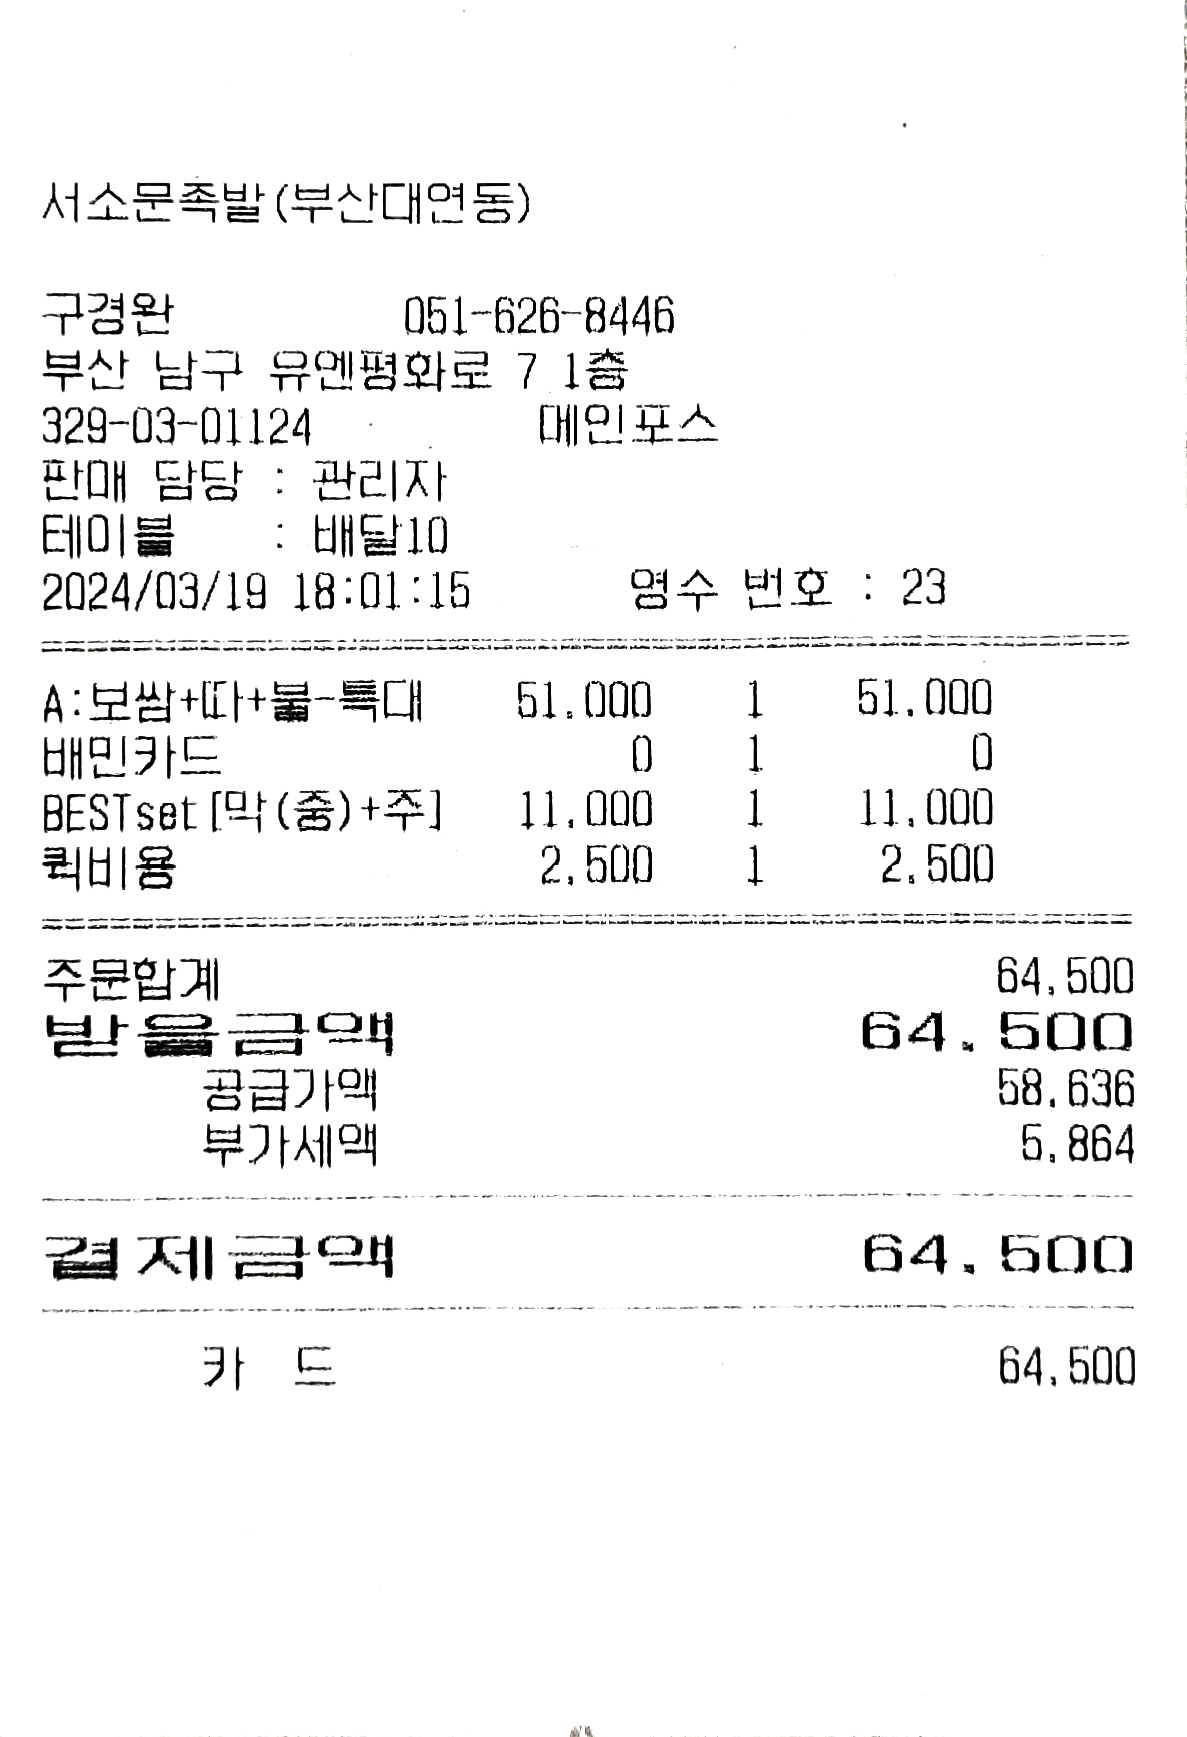 서소문족발(부산대연동)
구경완 051-626-8446
부산 남구 유엔평화로 7 1층
329-03-01124 메인포스
판매 담당 : 관리자
테이블 : 배달10
2024/03/19 18:01:15 영수 번호 : 23
A:보쌈+따+불-특대 51,000 1 51,000
배민카드 0 1 0
BESTset[막(중)+주] 11,000 1 11,000
퀵비용 2,500 1 2,500
주문합계 64,500
받을금액 64,500
공급가액 58,636
부가세액 5,864
결제금액 64,500
카 드 64,500